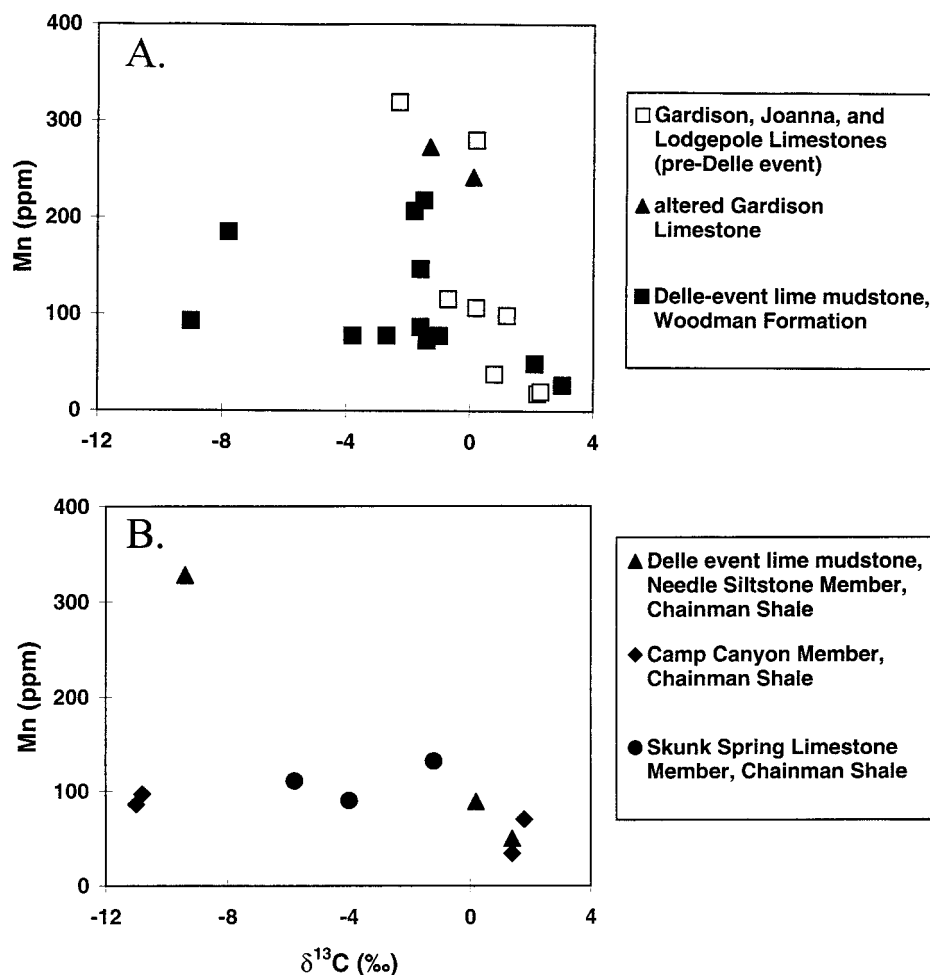 A.
400
300
200
100
0
Mn (ppm)
-12 -8 -4 0 4
Gardison, Joanna, and
Lodgepole Limestones
(pre-Delle event)
altered Gardison
Limestone
Delle-event lime mudstone,
Woodman Formation
B.
400
300
200
100
0
Mn (ppm)
-12 -8 -4 0 4
δ13C (‰)
Delle event lime mudstone,
Needle Siltstone Member,
Chainman Shale
Camp Canyon Member,
Chainman Shale
Skunk Spring Limestone
Member, Chainman Shale